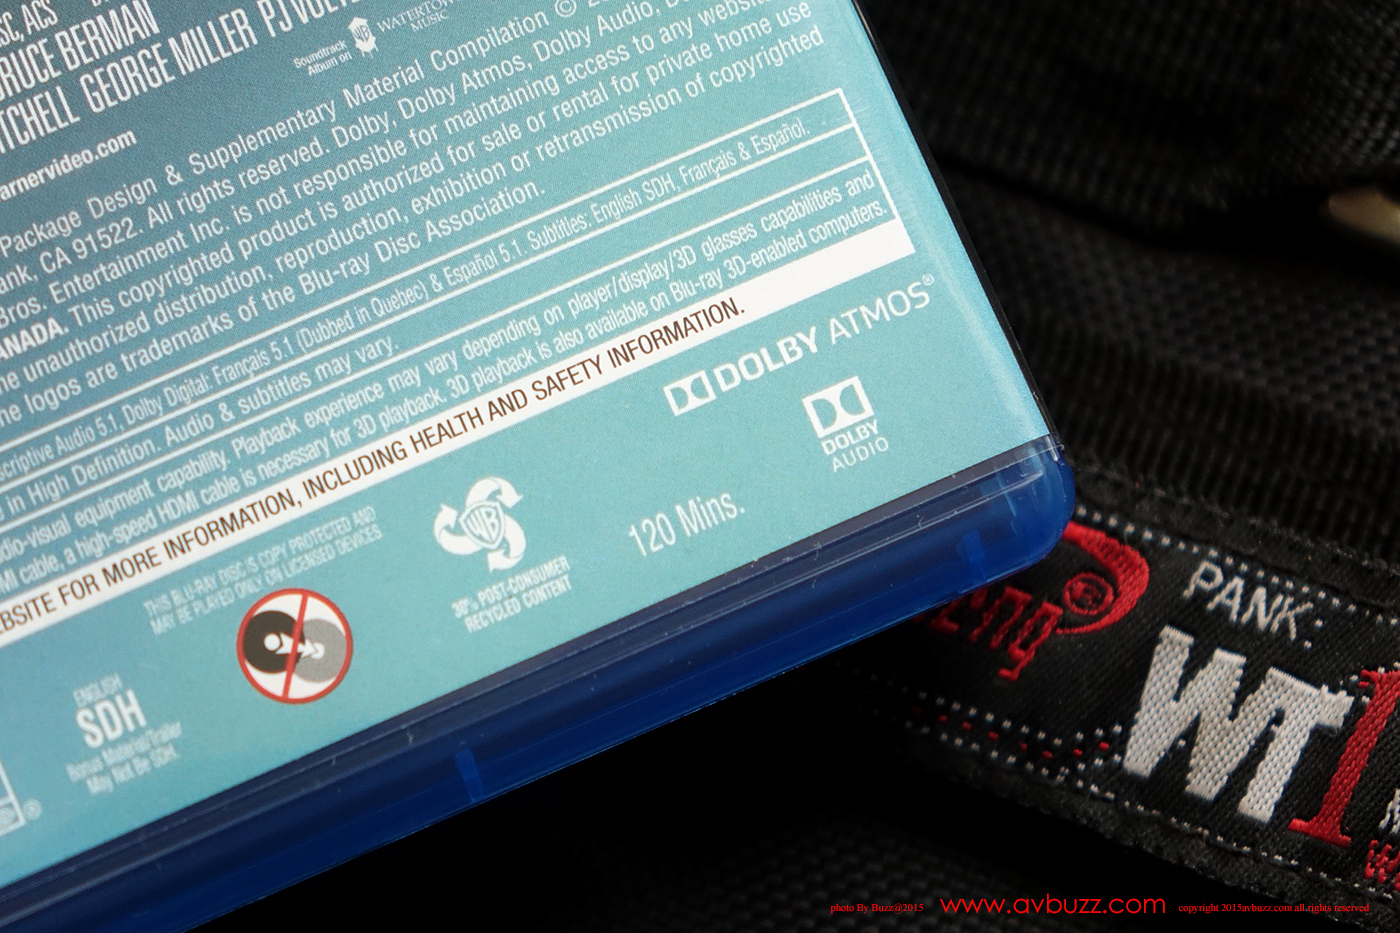 SC, ACS
RUCE BERMAN
TCHELL GEORGE MILLER PJ
arnervideo.com
Soundtrack
Album on
WATERTOWER
MUSIC
Package Design & Supplementary Material Compilation ©
ank, CA 91522. All rights reserved. Dolby, Dolby Atmos, Dolby Audio,
Bros. Entertainment Inc. is not responsible for maintaining access to any website
ANADA. This copyrighted product is authorized for sale or rental for private home use
he unauthorized distribution, reproduction, exhibition or retransmission of copyrighted
he logos are trademarks of the Blu-ray Disc Association.
scriptive Audio 5.1, Dolby Digital: Français 5.1 (Dubbed in Quebec) & Español 5.1. Subtitles: English SDH, Français & Español.
e in High Definition. Audio & subtitles may vary.
dio-visual equipment capability. Playback experience may vary depending on player/display/3D glasses capabilities and
MI cable, a high-speed HDMI cable is necessary for 3D playback. 3D playback is also available on Blu-ray 3D-enabled computers.
EBSITE FOR MORE INFORMATION, INCLUDING HEALTH AND SAFETY INFORMATION.
DOLBY ATMOS®
DOLBY
AUDIO
THIS BLU-RAY DISC IS COPY PROTECTED AND
MAY BE PLAYED ONLY ON LICENSED DEVICES
WB
30% POST-CONSUMER
RECYCLED CONTENT
120 Mins.
ENGLISH
SDH
Bonus Material/Trailer
May Not Be SDH.
®
eng®
PANK:
WT1
photo By Buzz@2015 www.avbuzz.com copyright 2015avbuzz.com all.rights reserved